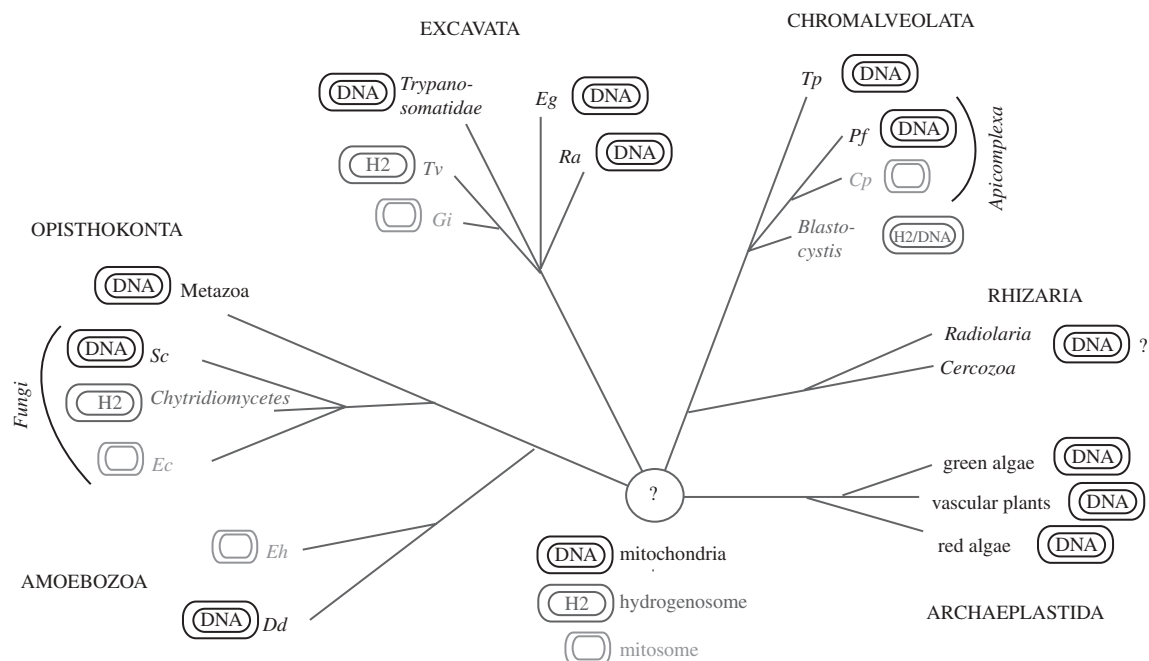 EXCAVATA
CHROMALVEOLATA
DNA
Trypano-
somatidae
Eg
DNA
Tp
DNA
H2
Tv
Ra
DNA
Pf
DNA
Gi
Cp
Apicomplexa
Blasto-
cystis
H2/DNA
OPISTHOKONTA
DNA
Metazoa
Fungi
DNA
Sc
H2
Chytridiomycetes
Ec
RHIZARIA
Radiolaria
DNA
?
Cercozoa
?
green algae
DNA
vascular plants
DNA
red algae
DNA
ARCHAEPLASTIDA
Eh
AMOEBOZOA
DNA
Dd
DNA
mitochondria
H2
hydrogenosome
mitosome